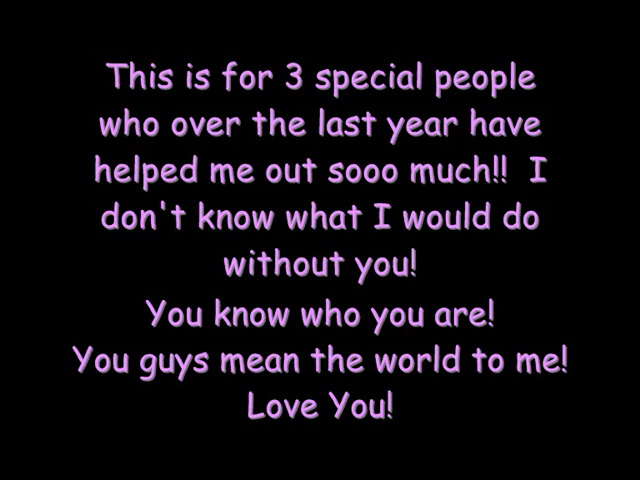 This is for 3 special people
who over the last year have
helped me out sooo much!!  I
don't know what I would do
without you!
You know who you are!
You guys mean the world to me!
Love You!